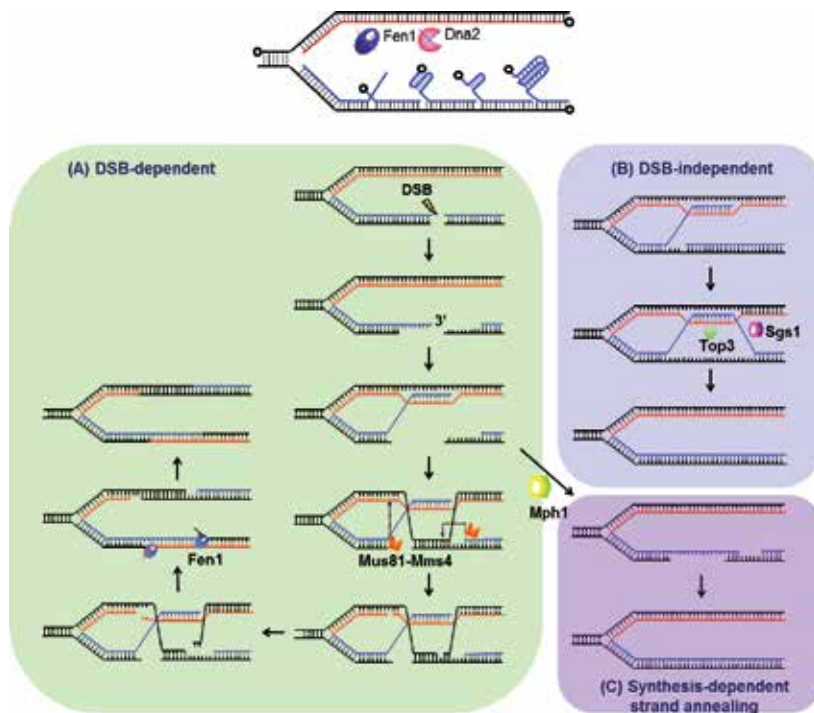 Fen1
Dna2
(A) DSB-dependent
DSB
3'
Mus81-Mms4
Fen1
Mph1
(B) DSB-independent
Top3
Sgs1
(C) Synthesis-dependent
strand annealing